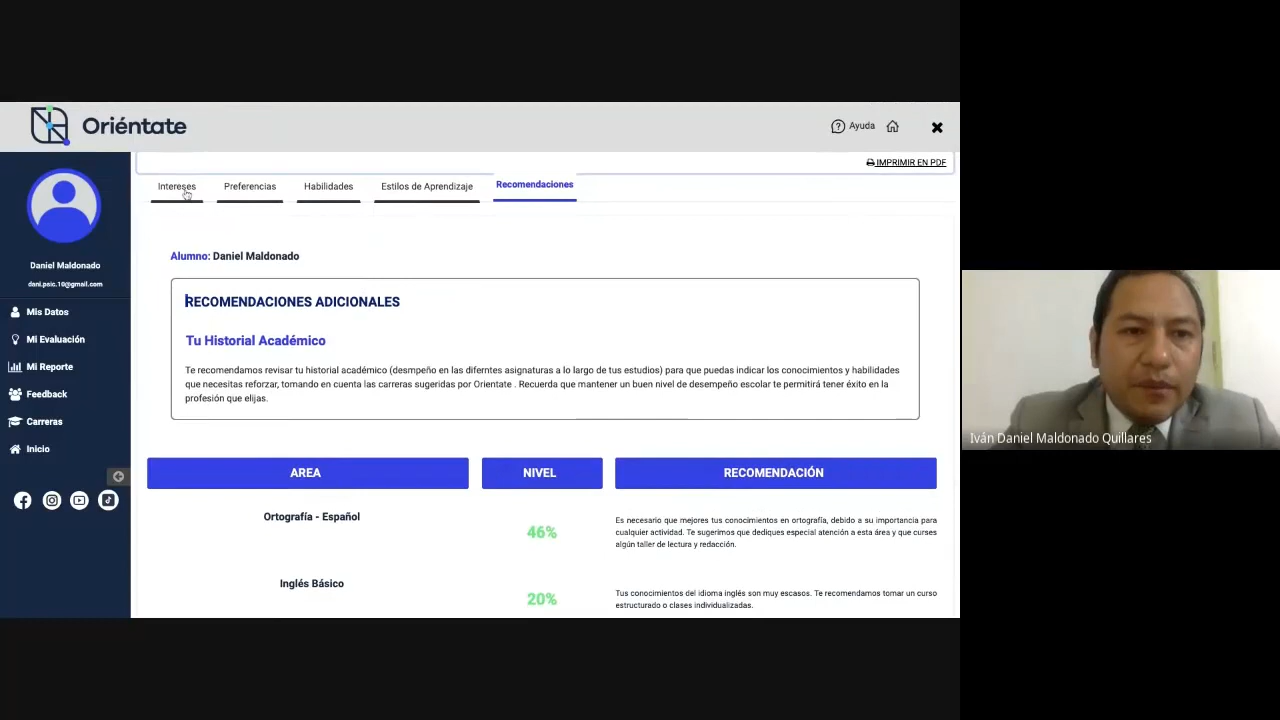 Oriéntate
Ayuda
IMPRIMIR EN PDF
Intereses
Preferencias
Habilidades
Estilos de Aprendizaje
Recomendaciones
Daniel Maldonado
dani.psic.10@gmail.com
Mis Datos
Mi Evaluación
Mi Reporte
Feedback
Carreras
Inicio
Alumno: Daniel Maldonado
RECOMENDACIONES ADICIONALES
Tu Historial Académico
Te recomendamos revisar tu historial académico (desmpeño en las difern​tes asignaturas a lo largo de tus estudios) para que puedas indicar los conocimientos y habilidades
que necesitas reforzar, tomando en cuenta las carreras sugeridas por Orientate . Recuerda que mantener un buen nivel de desempeño escolar te permitirá tener éxito en la
profesión que elijas.
AREA
NIVEL
RECOMENDACIÓN
Ortografía - Español
46%
Es necesario que mejores tus conocimientos en ortografía, debido a su importancia para
cualquier actividad. Te sugerimos que dediques especial atención a esta área y que curses
algún taller de lectura y redacción.
Inglés Básico
20%
Tus conocimientos del idioma inglés son muy escasos. Te recomendamos tomar un curso
estructurado o clases individualizadas.
Iván Daniel Maldonado Quillares